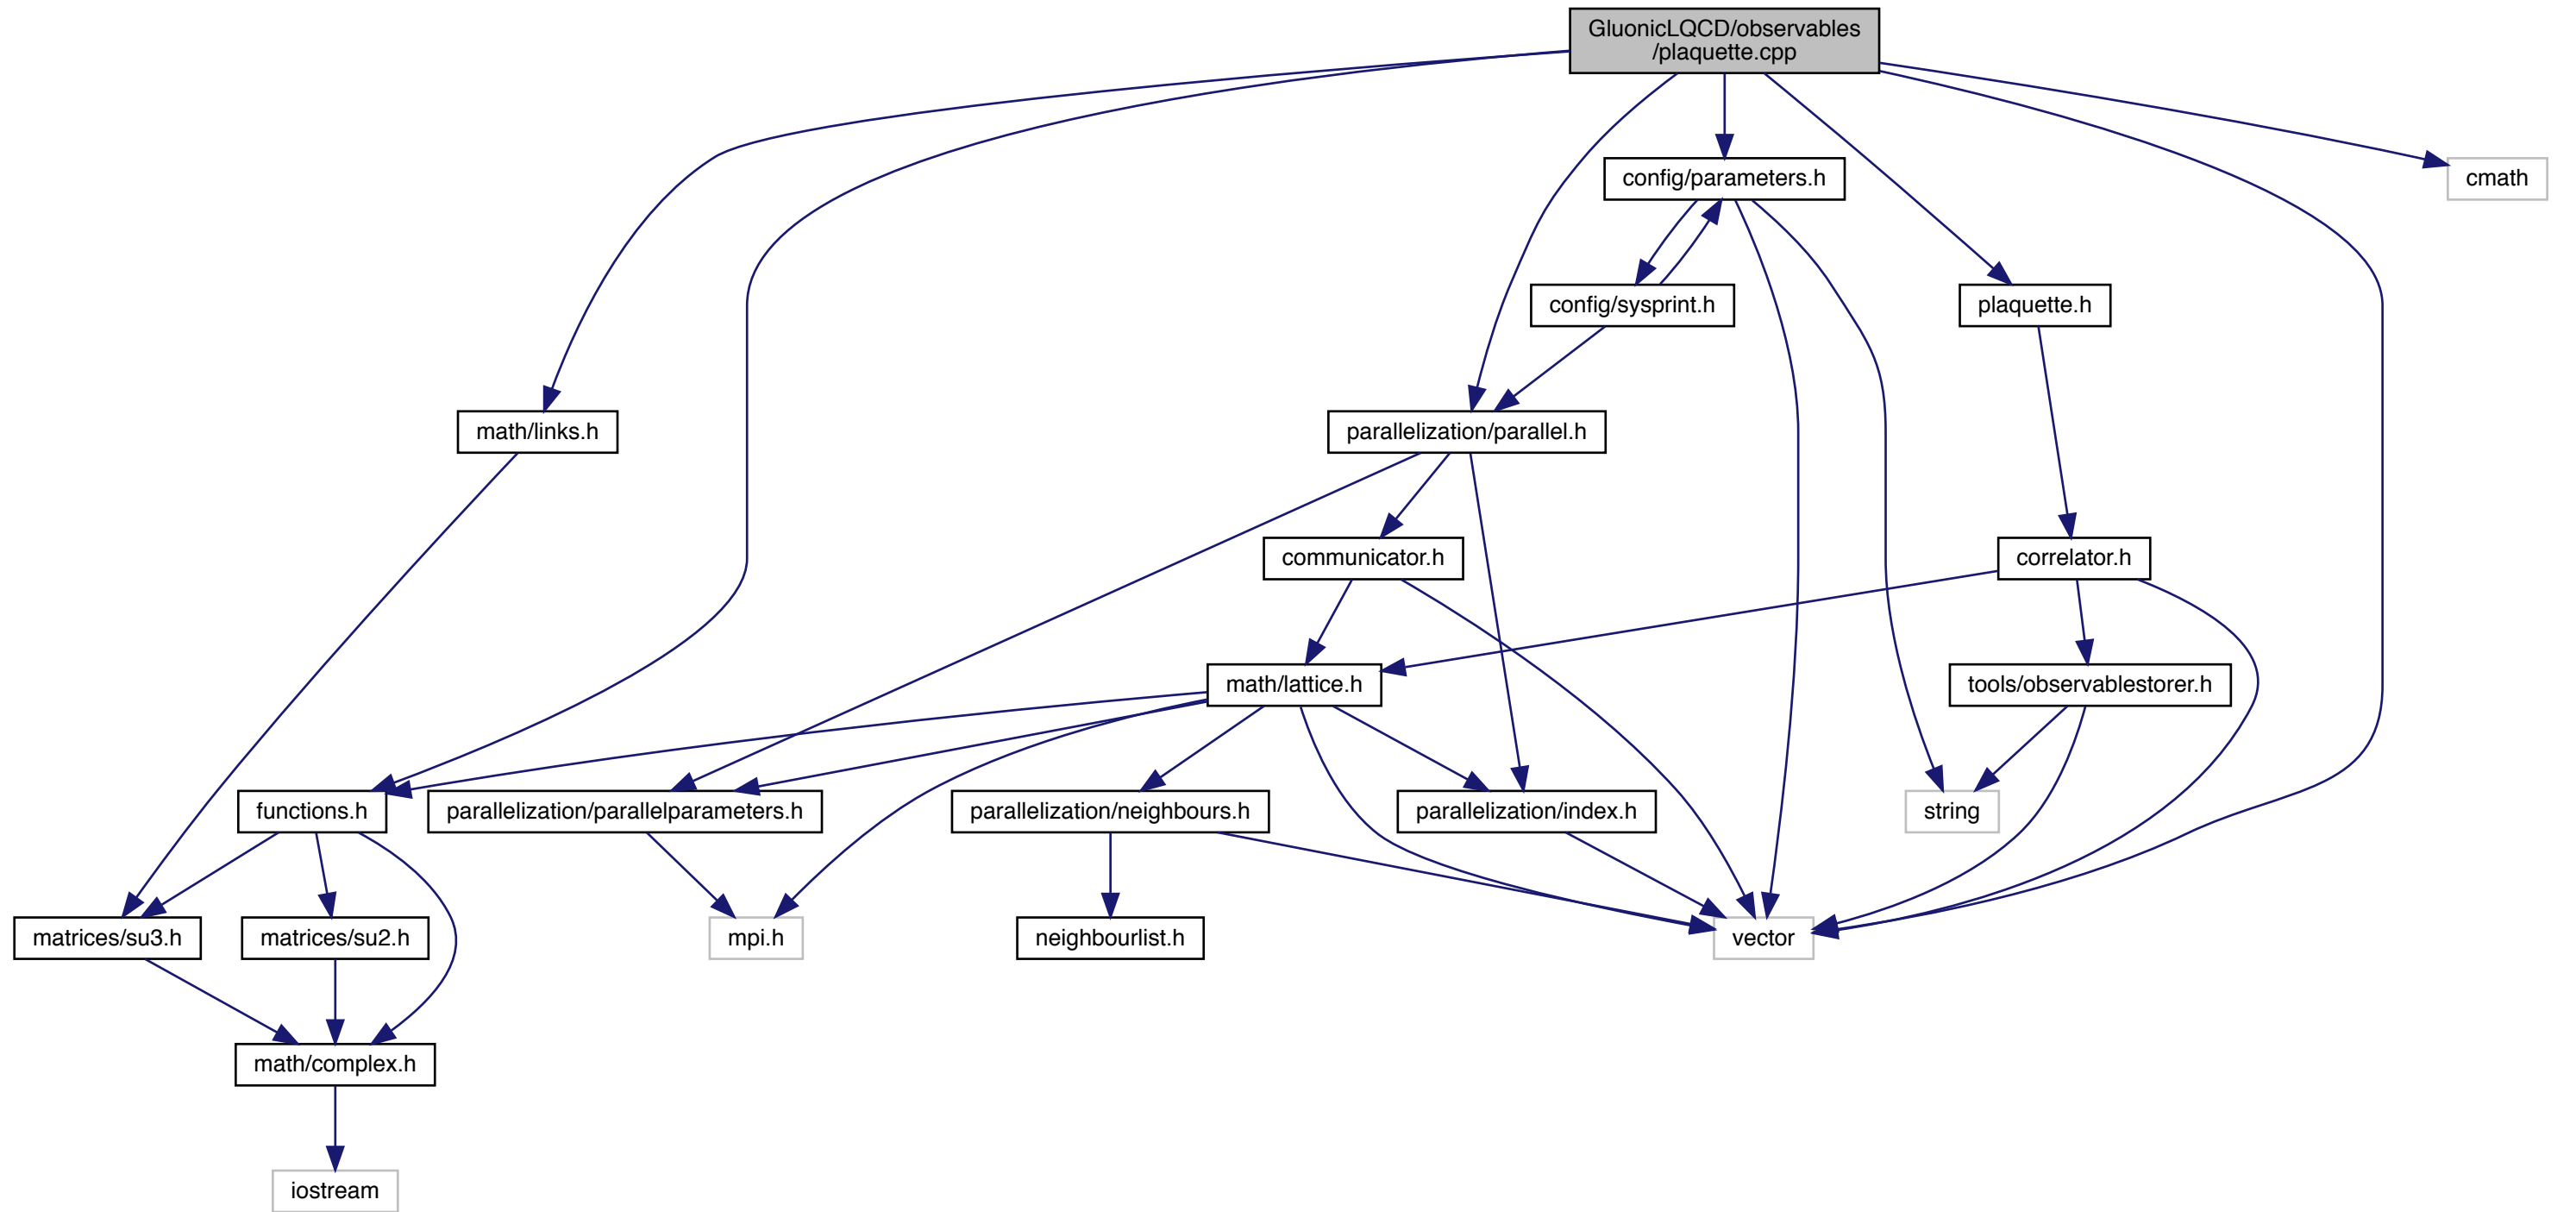 GluonicLQCD/observables
/plaquette.cpp
config/parameters.h
cmath
config/sysprint.h
plaquette.h
math/links.h
parallelization/parallel.h
communicator.h
correlator.h
math/lattice.h
tools/observablestorer.h
functions.h
parallelization/parallelparameters.h
parallelization/neighbours.h
parallelization/index.h
string
matrices/su3.h
matrices/su2.h
mpi.h
neighbourlist.h
vector
math/complex.h
iostream